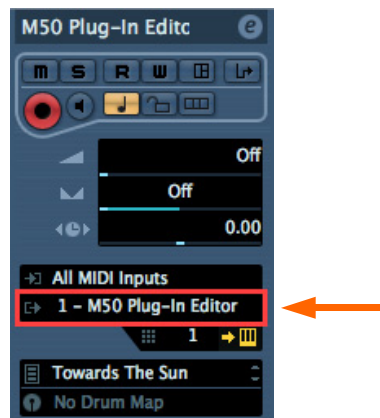 M50 Plug-In Editc e
m S R W
Off
Off
0.00
All MIDI Inputs
1 - M50 Plug-In Editor
1
Towards The Sun
No Drum Map